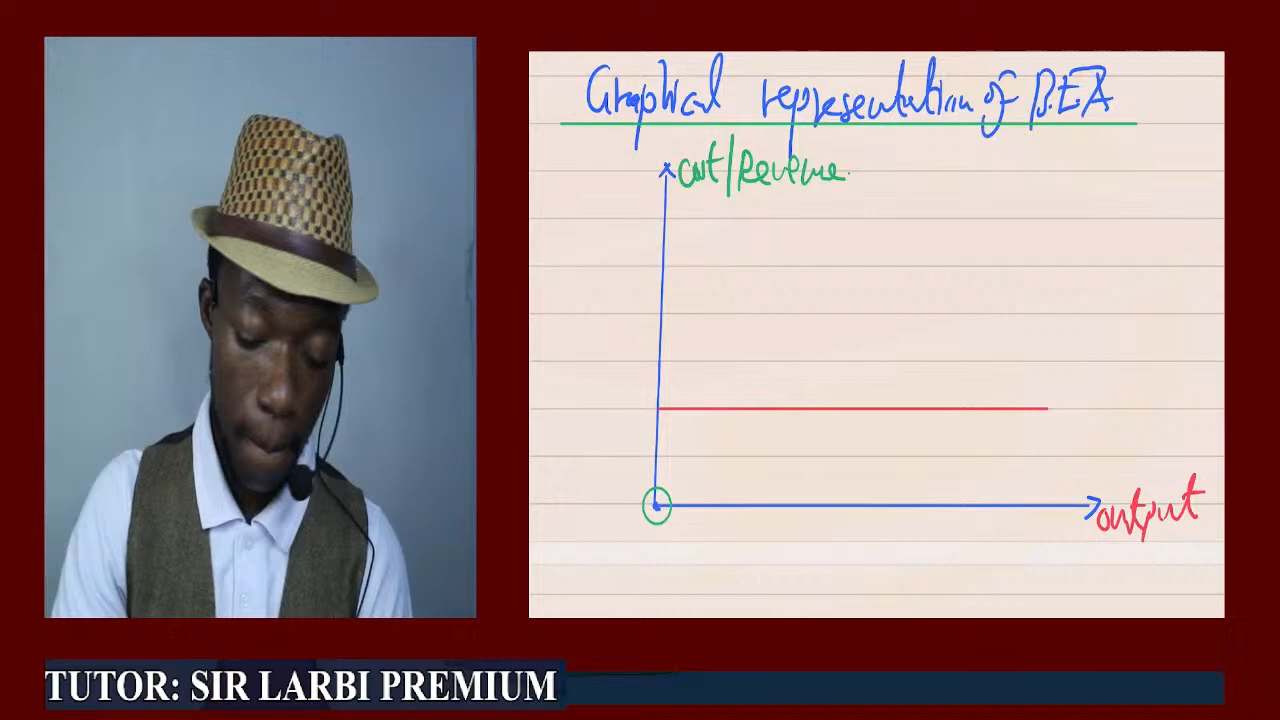 Graphical representation of B.E.A
cost/Revenue
output
TUTOR: SIR LARBI PREMIUM